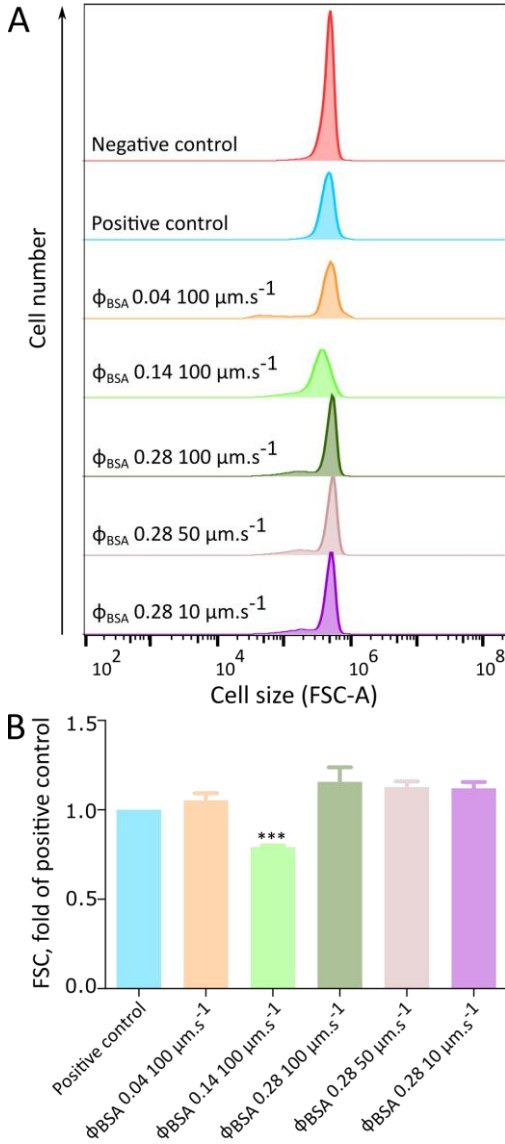 A
Cell number
Negative control
Positive control
ϕBSA 0.04 100 µm.s-1
ϕBSA 0.14 100 µm.s-1
ϕBSA 0.28 100 µm.s-1
ϕBSA 0.28 50 µm.s-1
ϕBSA 0.28 10 µm.s-1
10^2 10^4 10^6 10^8
Cell size (FSC-A)
B
FSC, fold of positive control
1.5
1.0
0.5
0.0
***
Positive control
ϕBSA 0.04 100 µm.s-1
ϕBSA 0.14 100 µm.s-1
ϕBSA 0.28 100 µm.s-1
ϕBSA 0.28 50 µm.s-1
ϕBSA 0.28 10 µm.s-1